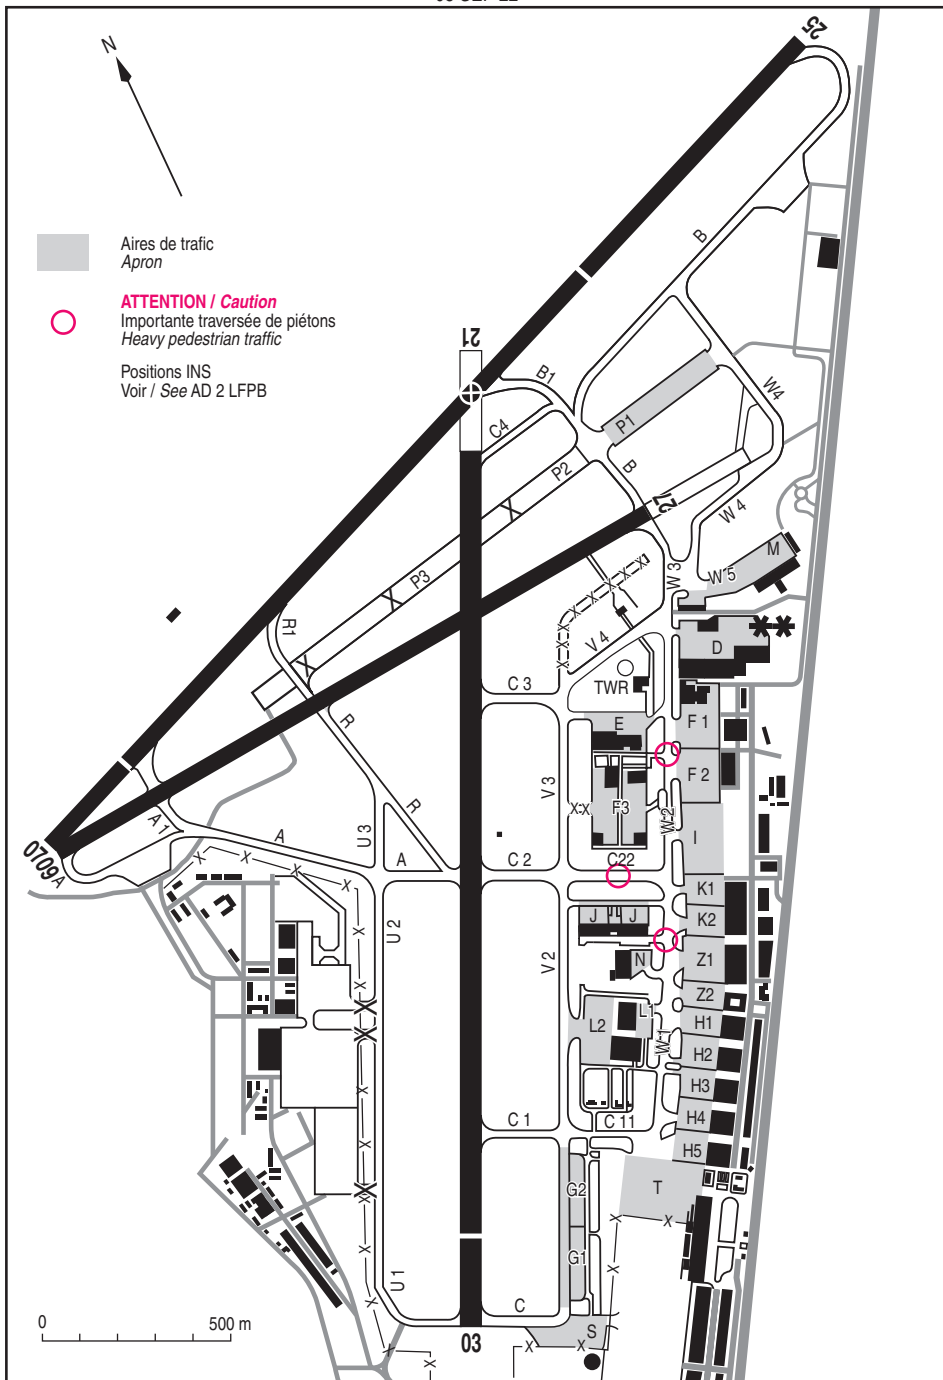 25
N
Aires de trafic
Apron
B
ATTENTION / Caution
Importante traversée de piétons
Heavy pedestrian traffic
21
Positions INS
Voir / See AD 2 LFPB
B1
W4
P1
C4
P2
B
27
W 4
M
P3
W 3
W 5
R1
V 4
D
TWR
C 3
R
E
F 1
F 2
V 3
F3
W-2
R
A 1
A
U 3
I
0709
A
A
C 2
C22
K1
K2
J
J
U 2
V 2
N
Z1
Z2
L2
L1
H1
W-1
H2
H3
C 1
C 11
H4
H5
T
G2
G1
U 1
C
S
0
500 m
03